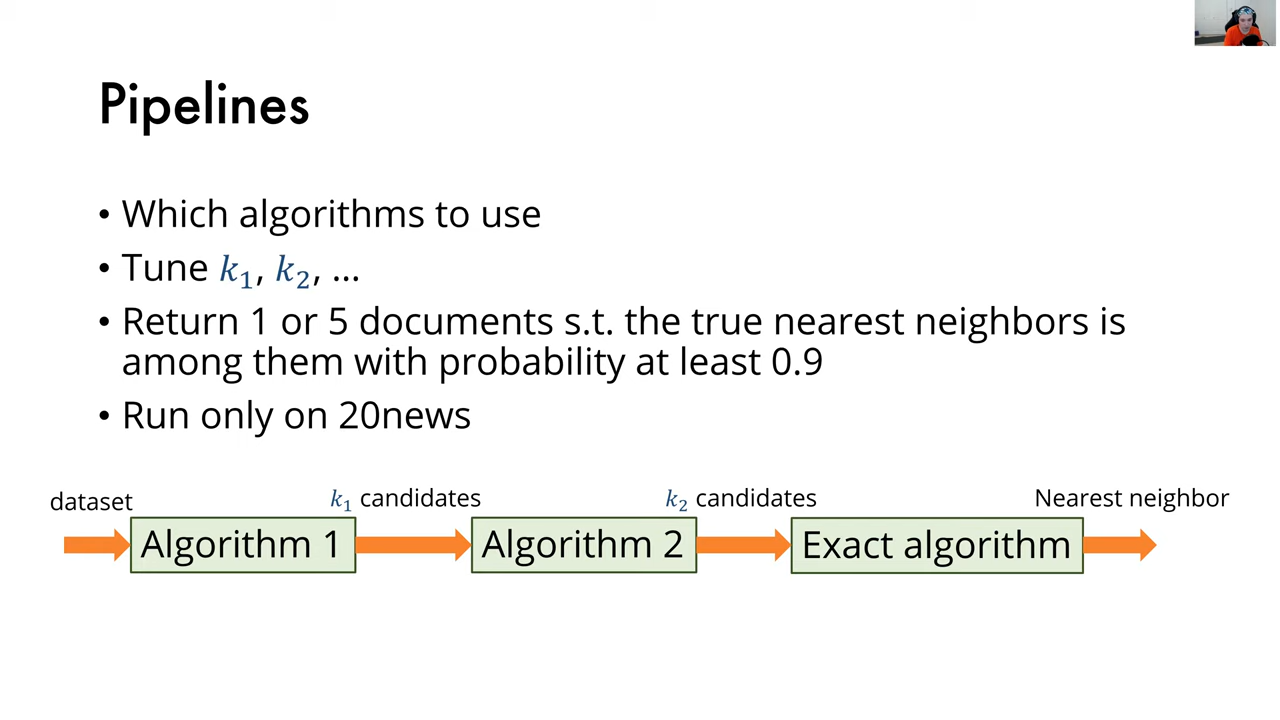 Pipelines
• Which algorithms to use
• Tune k₁, k₂, ...
• Return 1 or 5 documents s.t. the true nearest neighbors is
among them with probability at least 0.9
• Run only on 20news
dataset
k₁ candidates
k₂ candidates
Nearest neighbor
Algorithm 1
Algorithm 2
Exact algorithm